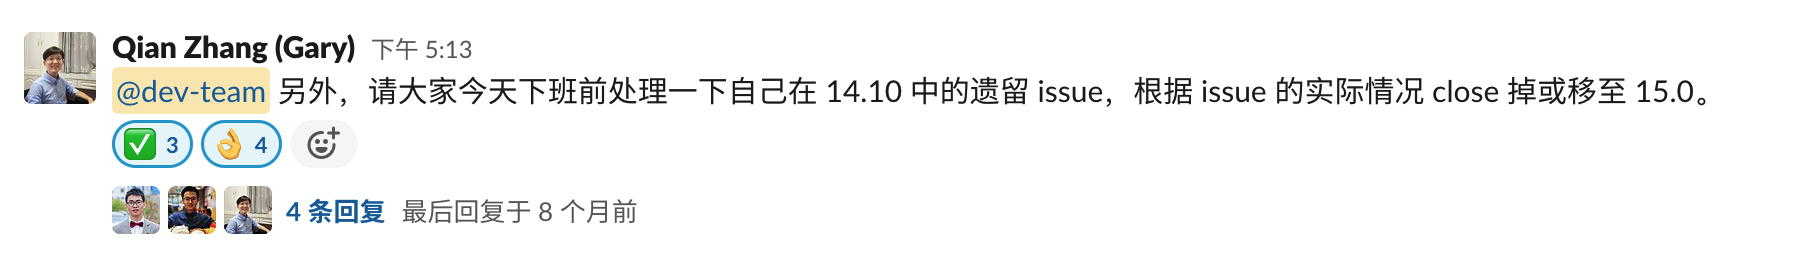 Qian Zhang (Gary) 下午 5:13
@dev-team 另外，请大家今天下班前处理一下自己在 14.10 中的遗留 issue，根据 issue 的实际情况 close 掉或移至 15.0。
3 4
4 条回复 最后回复于 8 个月前